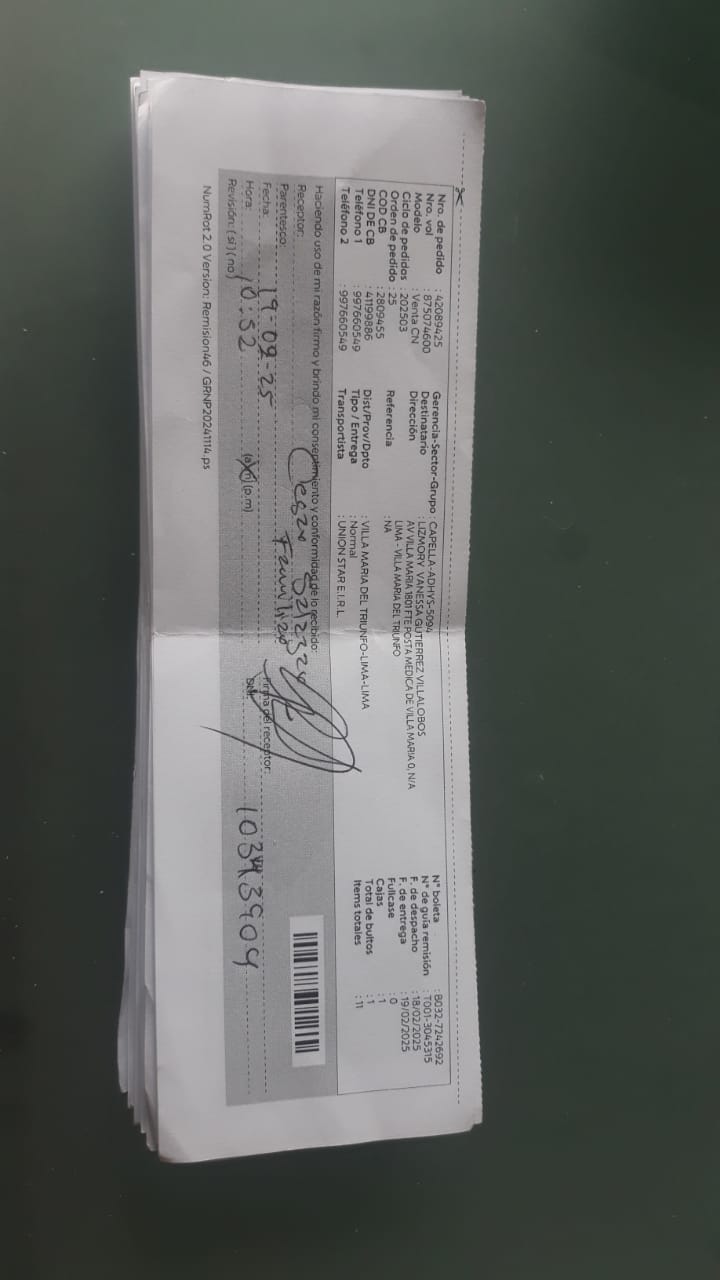 Nro. de pedido : 42089425
Nro. vol : 875074600
Modelo : Venta CN
Ciclo de pedidos : 202503
Orden de pedido : 25
COD CB : 2809455
DNI DE CB : 41199886
Teléfono 1 : 997660549
Teléfono 2 : 997660549
Gerencia-Sector-Grupo : CAPELLA-ADHVS-5094
Destinatario : LIZMORY VANESSA GUTIERREZ VILLALOBOS
Dirección : AV VILLA MARIA 1801 FTE POSTA MEDICA DE VILLA MARIA 0, N/A
LIMA - VILLA MARIA DEL TRIUNFO
Referencia : NA
Dist/Prov/Dpto : VILLA MARIA DEL TRIUNFO-LIMA-LIMA
Tipo / Entrega : Normal
Transportista : UNION STAR E.I.R.L
N° boleta : B032-7242692
N° de guía remisión : T001-3045315
F. de despacho : 18/02/2025
F. de entrega : 19/02/2025
Fullcase : 0
Cajas : 1
Total de bultos : 1
Items totales : 11
Haciendo uso de mi razón firmo y brindo mi consentimiento y conformidad de lo recibido:
Receptor:
Parentesco:
Fecha: 19-02-25 Firma del receptor:
Hora: 10:52 (a.m) (p.m)
Revisión: (si) (no)
NumRot 2.0 Version: Remision46 / GRNP20241114.ps